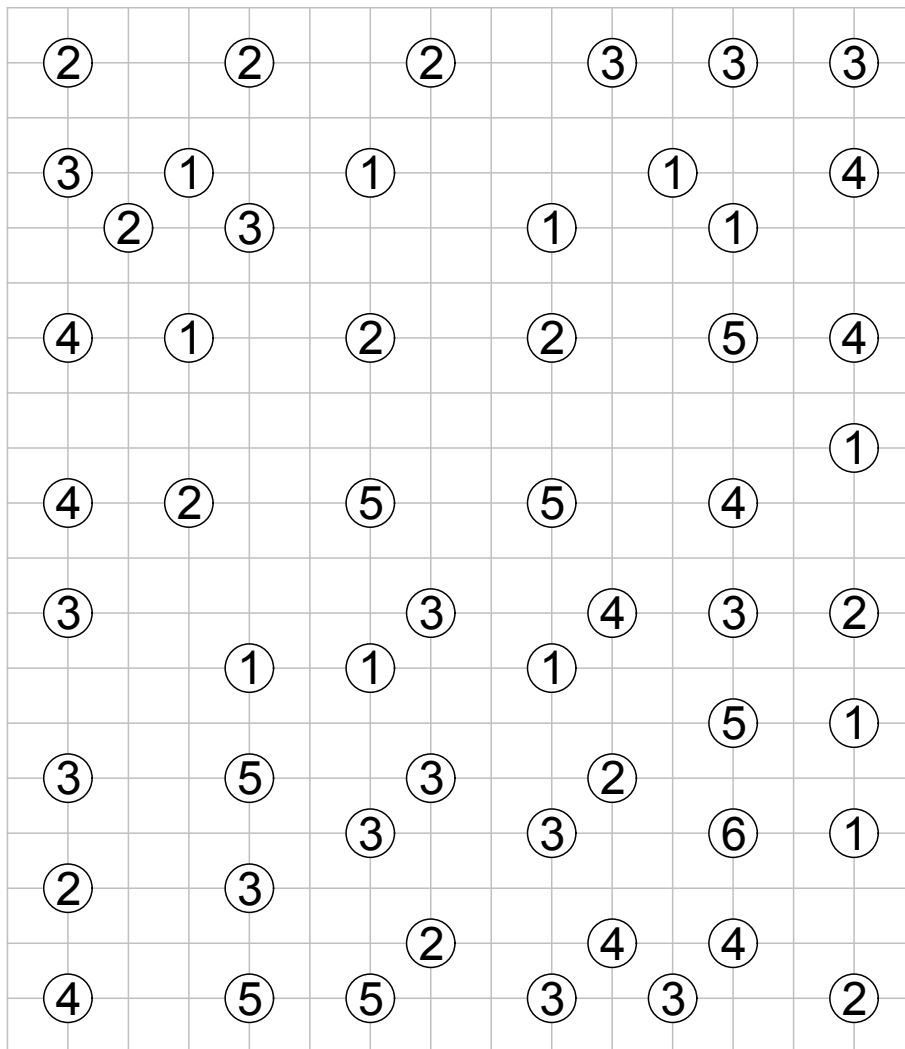 2 2 2 3 3 3
3 1 1 1 4
2 3 1 1
4 1 2 2 5 4
1
4 2 5 5 4
3 3 4 3 2
1 1 1
5 1
3 5 3 2
3 3 6 1
2 3
2 4 4
4 5 5 3 3 2